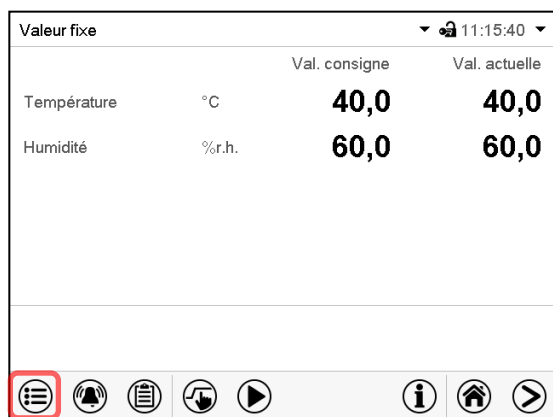 Valeur fixe 11:15:40
Val. consigne Val. actuelle
Température °C 40,0 40,0
Humidité %r.h. 60,0 60,0